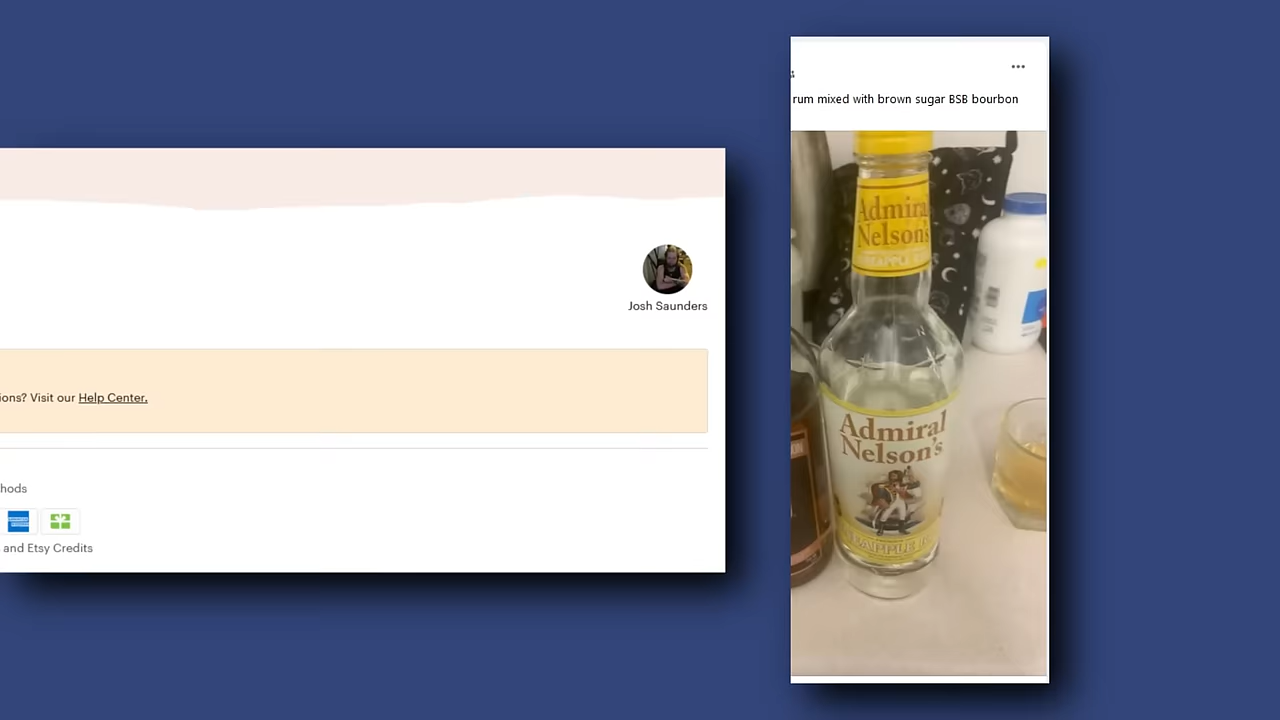 Josh Saunders
ions? Visit our Help Center.
hods
and Etsy Credits
rum mixed with brown sugar BSB bourbon
Admiral
Nelson's
Admiral
Nelson's